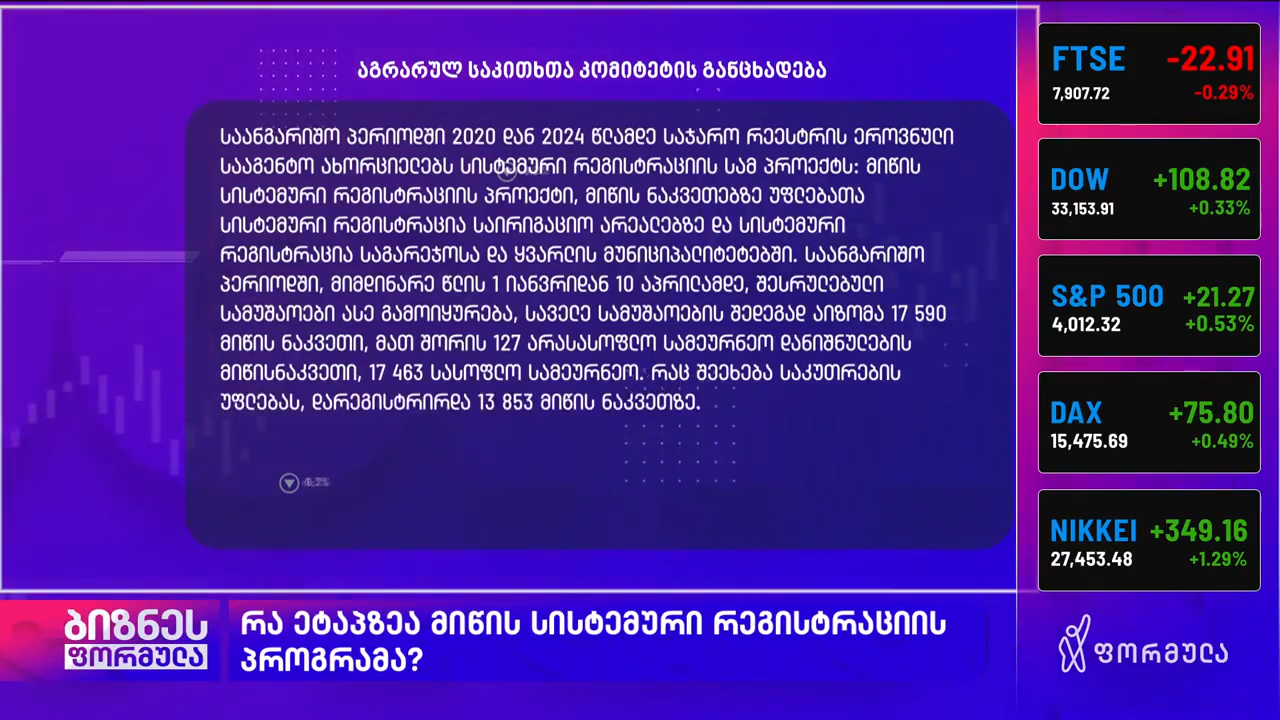 აგრარულ საკითხთა კომიტეტის განცხადება
საანგარიშო პერიოდში 2020 დან 2024 წლამდე საჯარო რეესტრის ეროვნული
სააგენტო ახორციელებს სისტემური რეგისტრაციის სამ პროექტს: მიწის
სისტემური რეგისტრაციის პროექტი, მიწის ნაკვეთებზე უფლებათა
სისტემური რეგისტრაცია საირიგაციო არეალებზე და სისტემური
რეგისტრაცია საგარეჯოსა და ყვარლის მუნიციპალიტეტებში. საანგარიშო
პერიოდში, მიმდინარე წლის 1 იანვრიდან 10 აპრილამდე, შესრულებული
სამუშაოები ასე გამოიყურება, საველე სამუშაოების შედეგად აიზომა 17 590
მიწის ნაკვეთი, მათ შორის 127 არასასოფლო სამეურნეო დანიშნულების
მიწისნაკვეთი, 17 463 სასოფლო სამეურნეო. რაც შეეხება საკუთრების
უფლებას, დარეგისტრირდა 13 853 მიწის ნაკვეთზე.
ბიზნეს
ფორმულა
რა ეტაპზეა მიწის სისტემური რეგისტრაციის
პროგრამა?
FTSE -22.91
7,907.72 -0.29%
DOW +108.82
33,153.91 +0.33%
S&P 500 +21.27
4,012.32 +0.53%
DAX +75.80
15,475.69 +0.49%
NIKKEI +349.16
27,453.48 +1.29%
ფორმულა